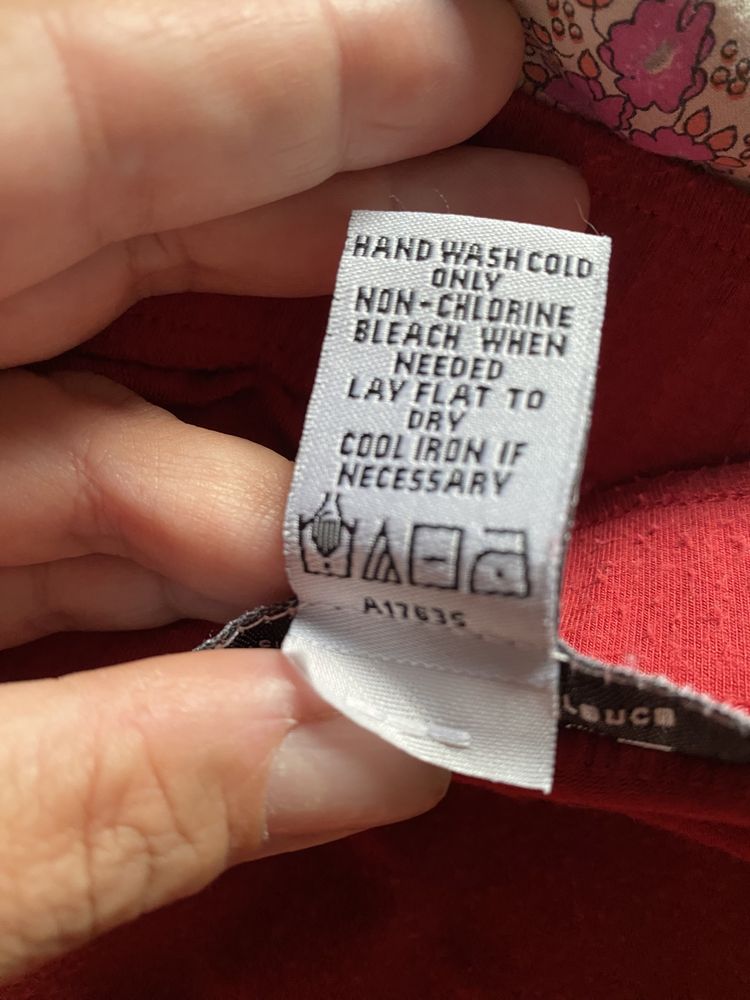 HAND WASH COLD
ONLY
NON-CHLORINE
BLEACH WHEN
NEEDED
LAY FLAT TO
DRY
COOL IRON IF
NECESSARY
A17635